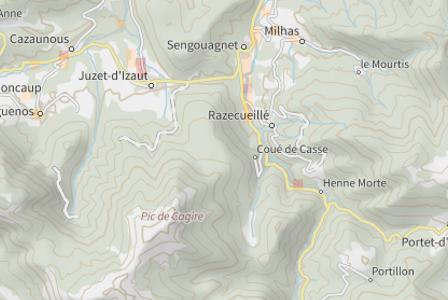 Anne
Milhas
Cazaunous
Sengouagnet
le Mourtis
Juzet-d'Izaut
oncaup
guenos
Razecueillé
Coué de Casse
Henne Morte
Pic de Cagire
Portet-d'
Portillon